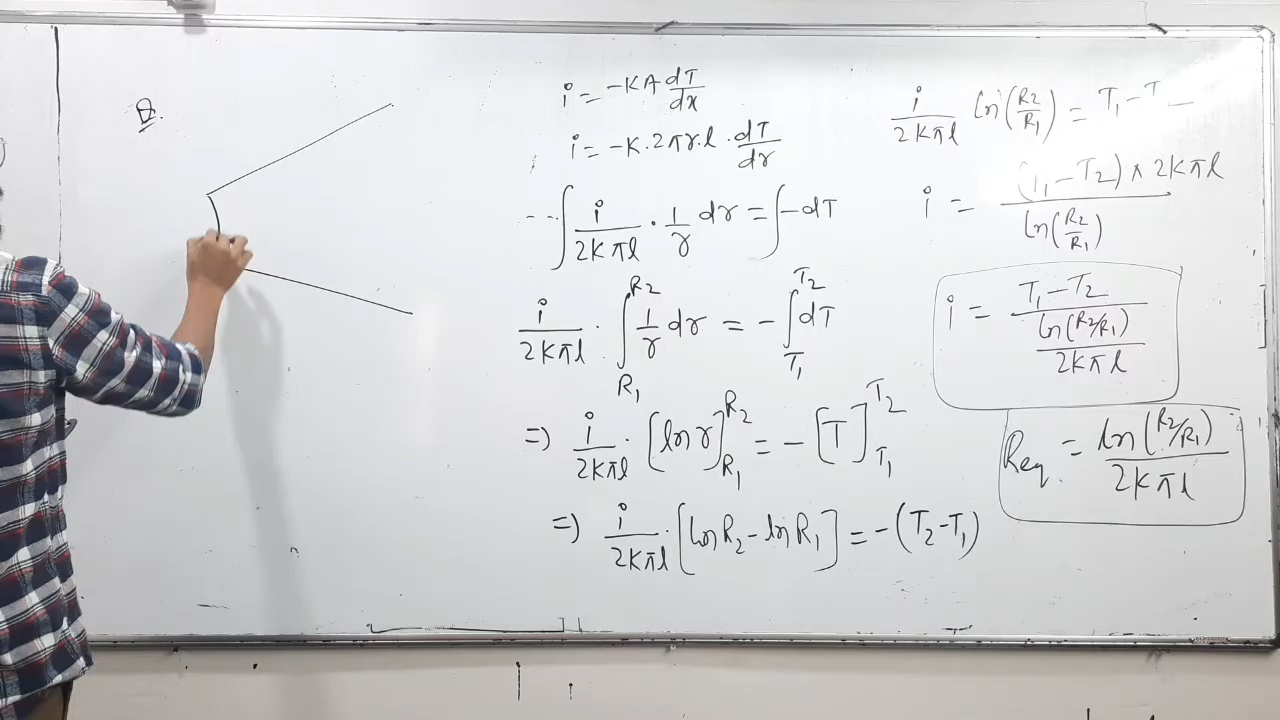 Q.
i = -KA dT/dx
i = -K·2πr·l·dT/dr
∫ i/2Kπl · 1/r dr = ∫-dT
i/2Kπl · ∫_{R1}^{R2} 1/r dr = - ∫_{T1}^{T2} dT
=) i/2Kπl · [ln r]_{R1}^{R2} = - [T]_{T1}^{T2}
=) i/2Kπl · [ln R2 - ln R1] = -(T2-T1)
i/2Kπl ln(R2/R1) = T1-T
i = (T1-T2) × 2Kπl / ln(R2/R1)
i = T1-T2 / ln(R2/R1)/2Kπl
Req. = ln(R2/R1)/2Kπl